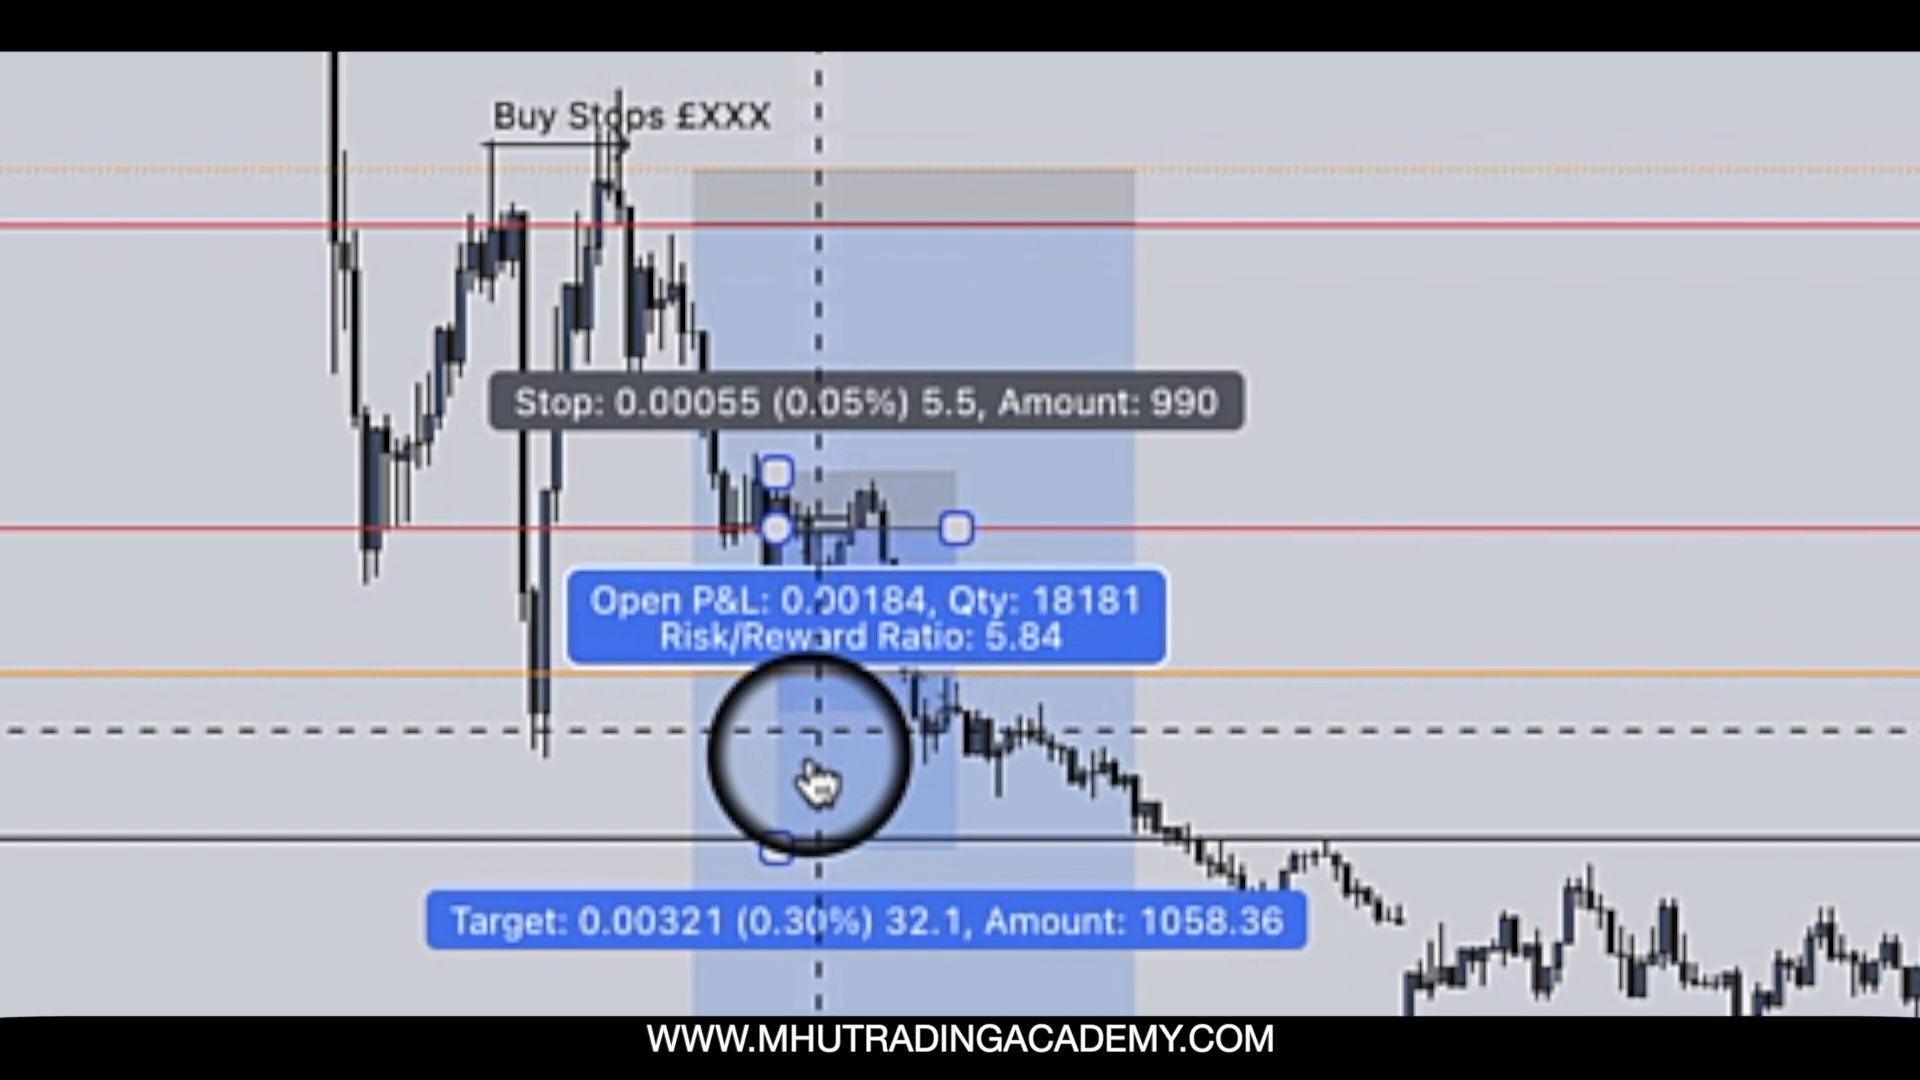 Buy Stops £XXX
Stop: 0.00055 (0.05%) 5.5, Amount: 990
Open P&L: 0.00184, Qty: 18181
Risk/Reward Ratio: 5.84
Target: 0.00321 (0.30%) 32.1, Amount: 1058.36
WWW.MHUTRADINGACADEMY.COM